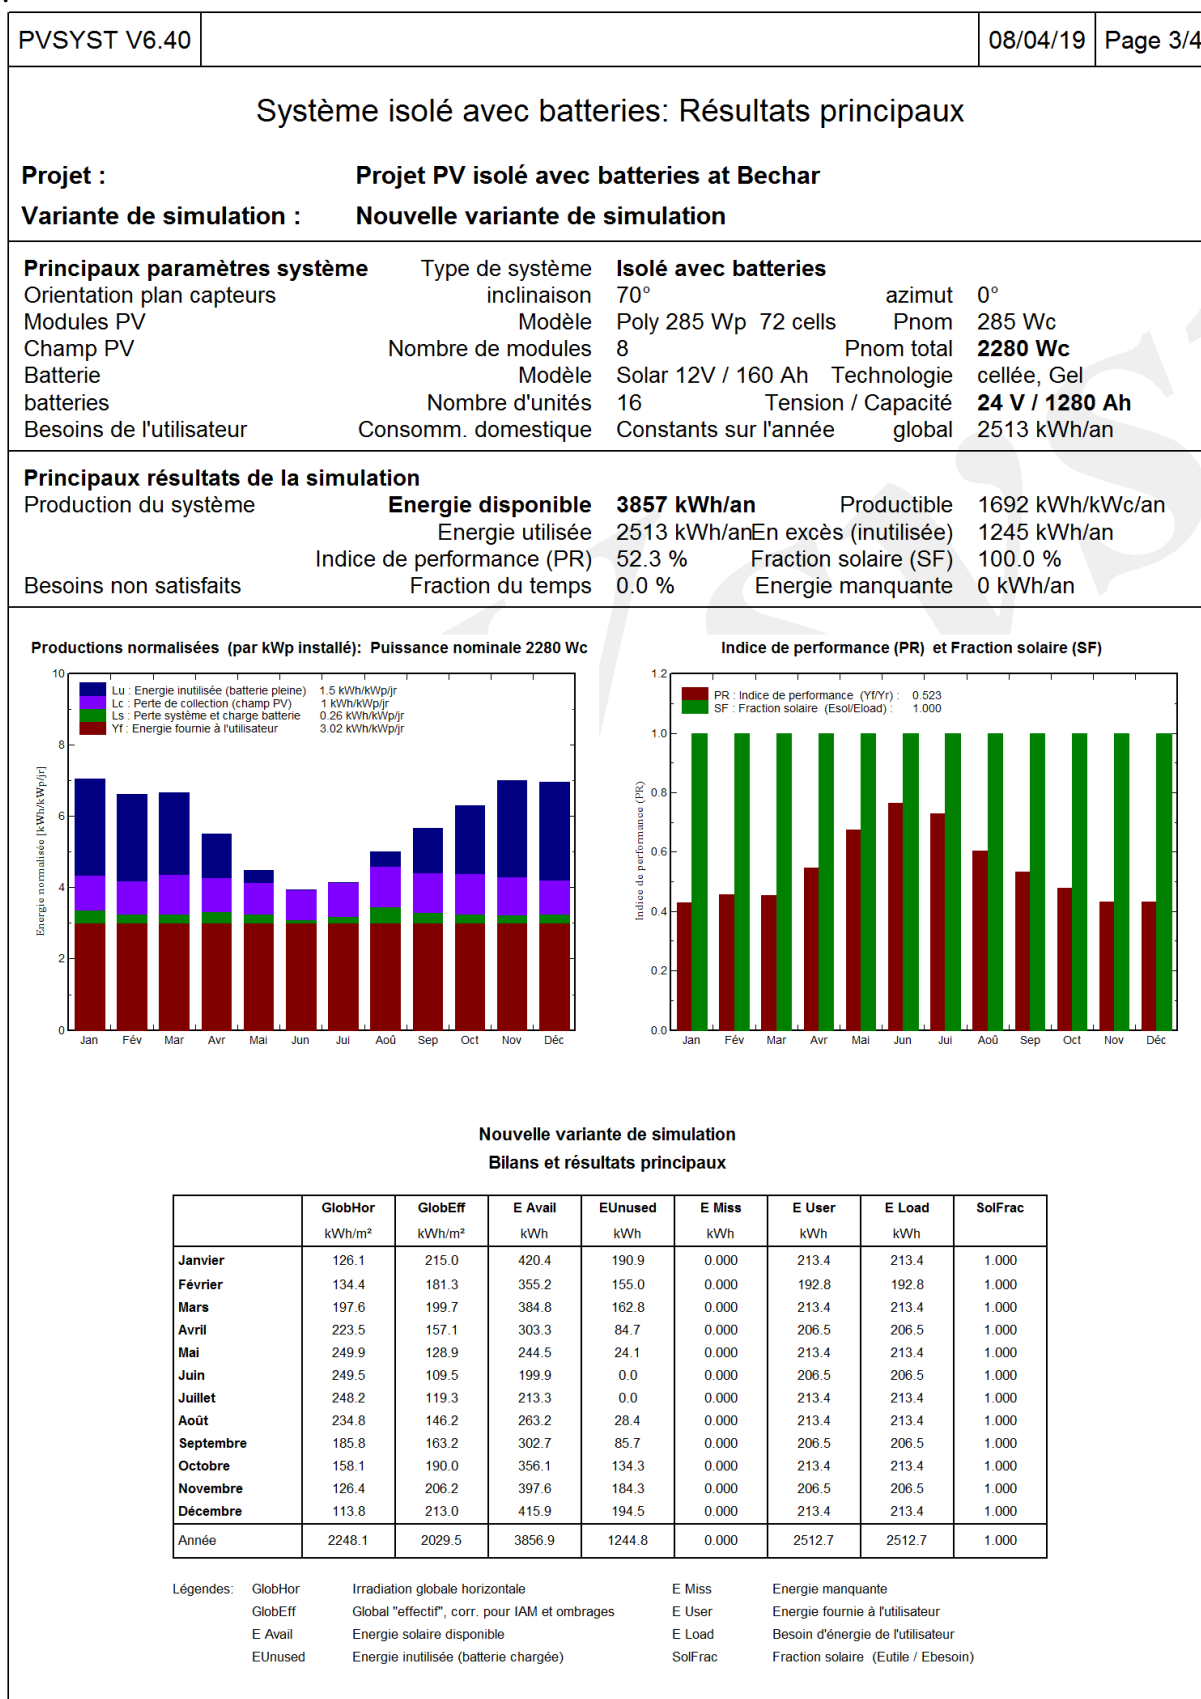 PVSYST V6.40 08/04/19 Page 3/4
Système isolé avec batteries: Résultats principaux
Projet : Projet PV isolé avec batteries at Bechar
Variante de simulation : Nouvelle variante de simulation
Principaux paramètres système Type de système Isolé avec batteries
Orientation plan capteurs inclinaison 70° azimut 0°
Modules PV Modèle Poly 285 Wp 72 cells Pnom 285 Wc
Champ PV Nombre de modules 8 Pnom total 2280 Wc
Batterie Modèle Solar 12V / 160 Ah Technologie cellée, Gel
batteries Nombre d'unités 16 Tension / Capacité 24 V / 1280 Ah
Besoins de l'utilisateur Consomm. domestique Constants sur l'année global 2513 kWh/an
Principaux résultats de la simulation
Production du système Energie disponible 3857 kWh/an Productible 1692 kWh/kWc/an
Energie utilisée 2513 kWh/an En excès (inutilisée) 1245 kWh/an
Indice de performance (PR) 52.3 % Fraction solaire (SF) 100.0 %
Besoins non satisfaits Fraction du temps 0.0 % Energie manquante 0 kWh/an
Productions normalisées (par kWp installé): Puissance nominale 2280 Wc
Lu : Energie inutilisée (batterie pleine) 1.5 kWh/kWp/jr
Lc : Perte de collection (champ PV) 1 kWh/kWp/jr
Ls : Perte système et charge batterie 0.26 kWh/kWp/jr
Yf : Energie fournie à l'utilisateur 3.02 kWh/kWp/jr
Energie normalisée [kWh/kWp/jr]
10
8
6
4
2
0
Jan Fév Mar Avr Mai Jun Jui Aoû Sep Oct Nov Déc
Indice de performance (PR) et Fraction solaire (SF)
PR : Indice de performance (Yf/Yr) : 0.523
SF : Fraction solaire (Esol/Eload) : 1.000
Indice de performance (PR)
1.2
1.0
0.8
0.6
0.4
0.2
0.0
Jan Fév Mar Avr Mai Jun Jui Aoû Sep Oct Nov Déc
Nouvelle variante de simulation
Bilans et résultats principaux
GlobHor GlobEff E Avail EUnused E Miss E User E Load SolFrac
kWh/m² kWh/m² kWh kWh kWh kWh kWh
Janvier 126.1 215.0 420.4 190.9 0.000 213.4 213.4 1.000
Février 134.4 181.3 355.2 155.0 0.000 192.8 192.8 1.000
Mars 197.6 199.7 384.8 162.8 0.000 213.4 213.4 1.000
Avril 223.5 157.1 303.3 84.7 0.000 206.5 206.5 1.000
Mai 249.9 128.9 244.5 24.1 0.000 213.4 213.4 1.000
Juin 249.5 109.5 199.9 0.0 0.000 206.5 206.5 1.000
Juillet 248.2 119.3 213.3 0.0 0.000 213.4 213.4 1.000
Août 234.8 146.2 263.2 28.4 0.000 213.4 213.4 1.000
Septembre 185.8 163.2 302.7 85.7 0.000 206.5 206.5 1.000
Octobre 158.1 190.0 356.1 134.3 0.000 213.4 213.4 1.000
Novembre 126.4 206.2 397.6 184.3 0.000 206.5 206.5 1.000
Décembre 113.8 213.0 415.9 194.5 0.000 213.4 213.4 1.000
Année 2248.1 2029.5 3856.9 1244.8 0.000 2512.7 2512.7 1.000
Légendes: GlobHor Irradiation globale horizontale E Miss Energie manquante
GlobEff Global "effectif", corr. pour IAM et ombrages E User Energie fournie à l'utilisateur
E Avail Energie solaire disponible E Load Besoin d'énergie de l'utilisateur
EUnused Energie inutilisée (batterie chargée) SolFrac Fraction solaire (Eutile / Ebesoin)